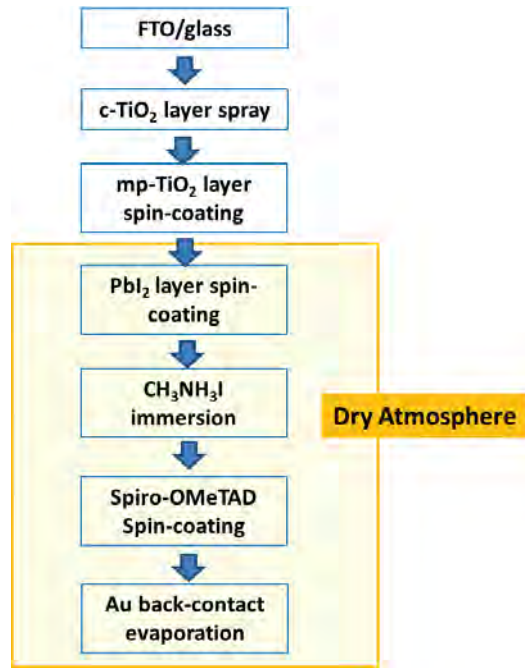 FTO/glass
c-TiO₂ layer spray
mp-TiO₂ layer
spin-coating
PbI₂ layer spin-
coating
CH₃NH₃I
immersion
Dry Atmosphere
Spiro-OMeTAD
Spin-coating
Au back-contact
evaporation